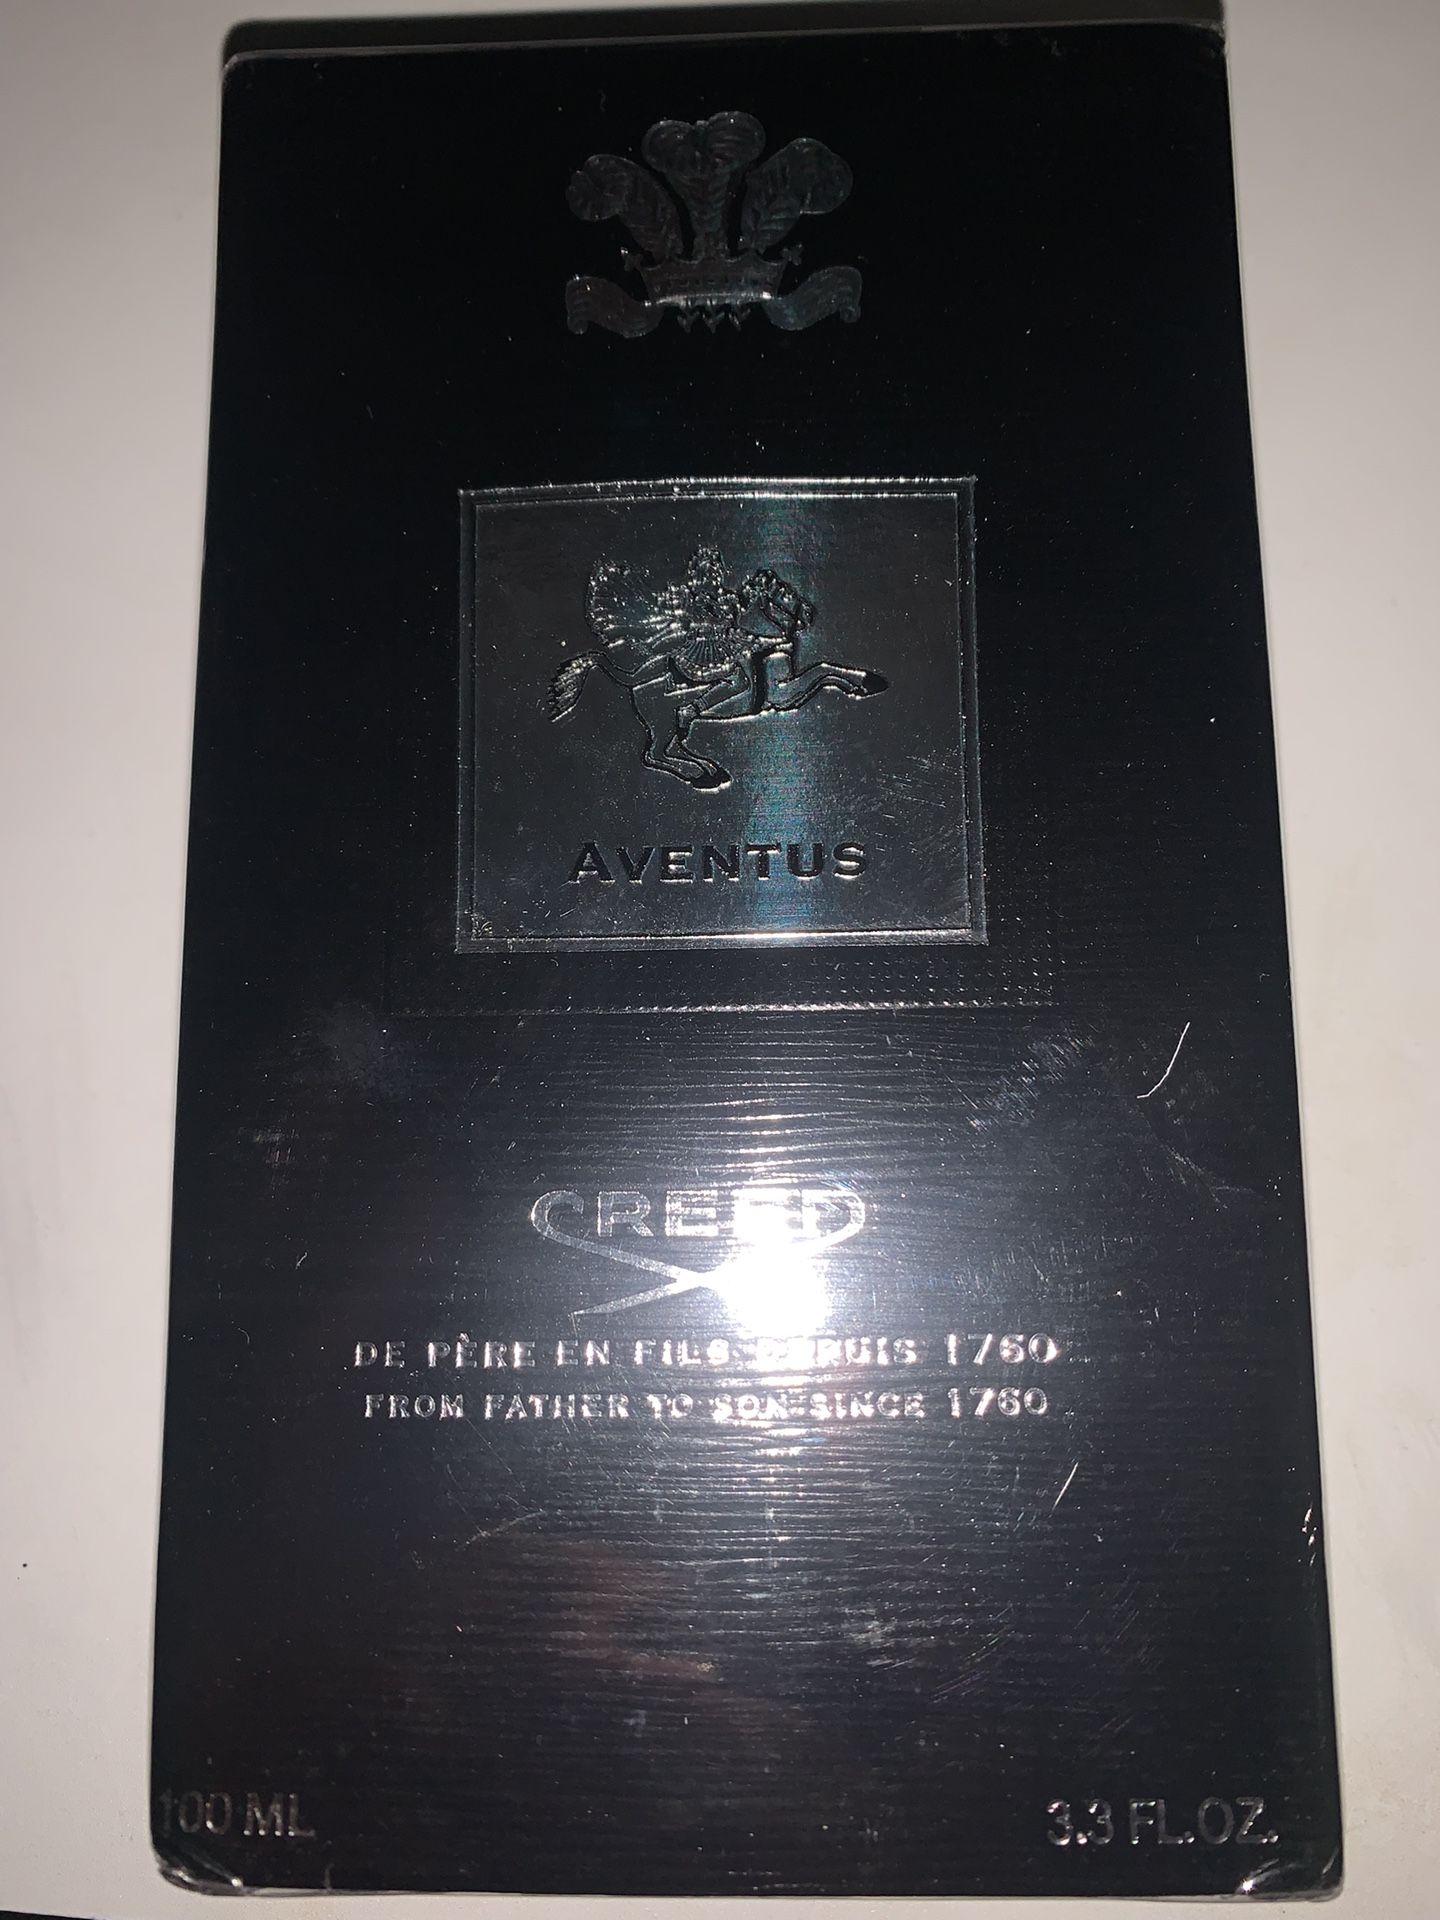 AVENTUS
CREED
DE PÈRE EN FILS DEPUIS 1760
FROM FATHER TO SON SINCE 1760
100 ML
3.3 FL.OZ.